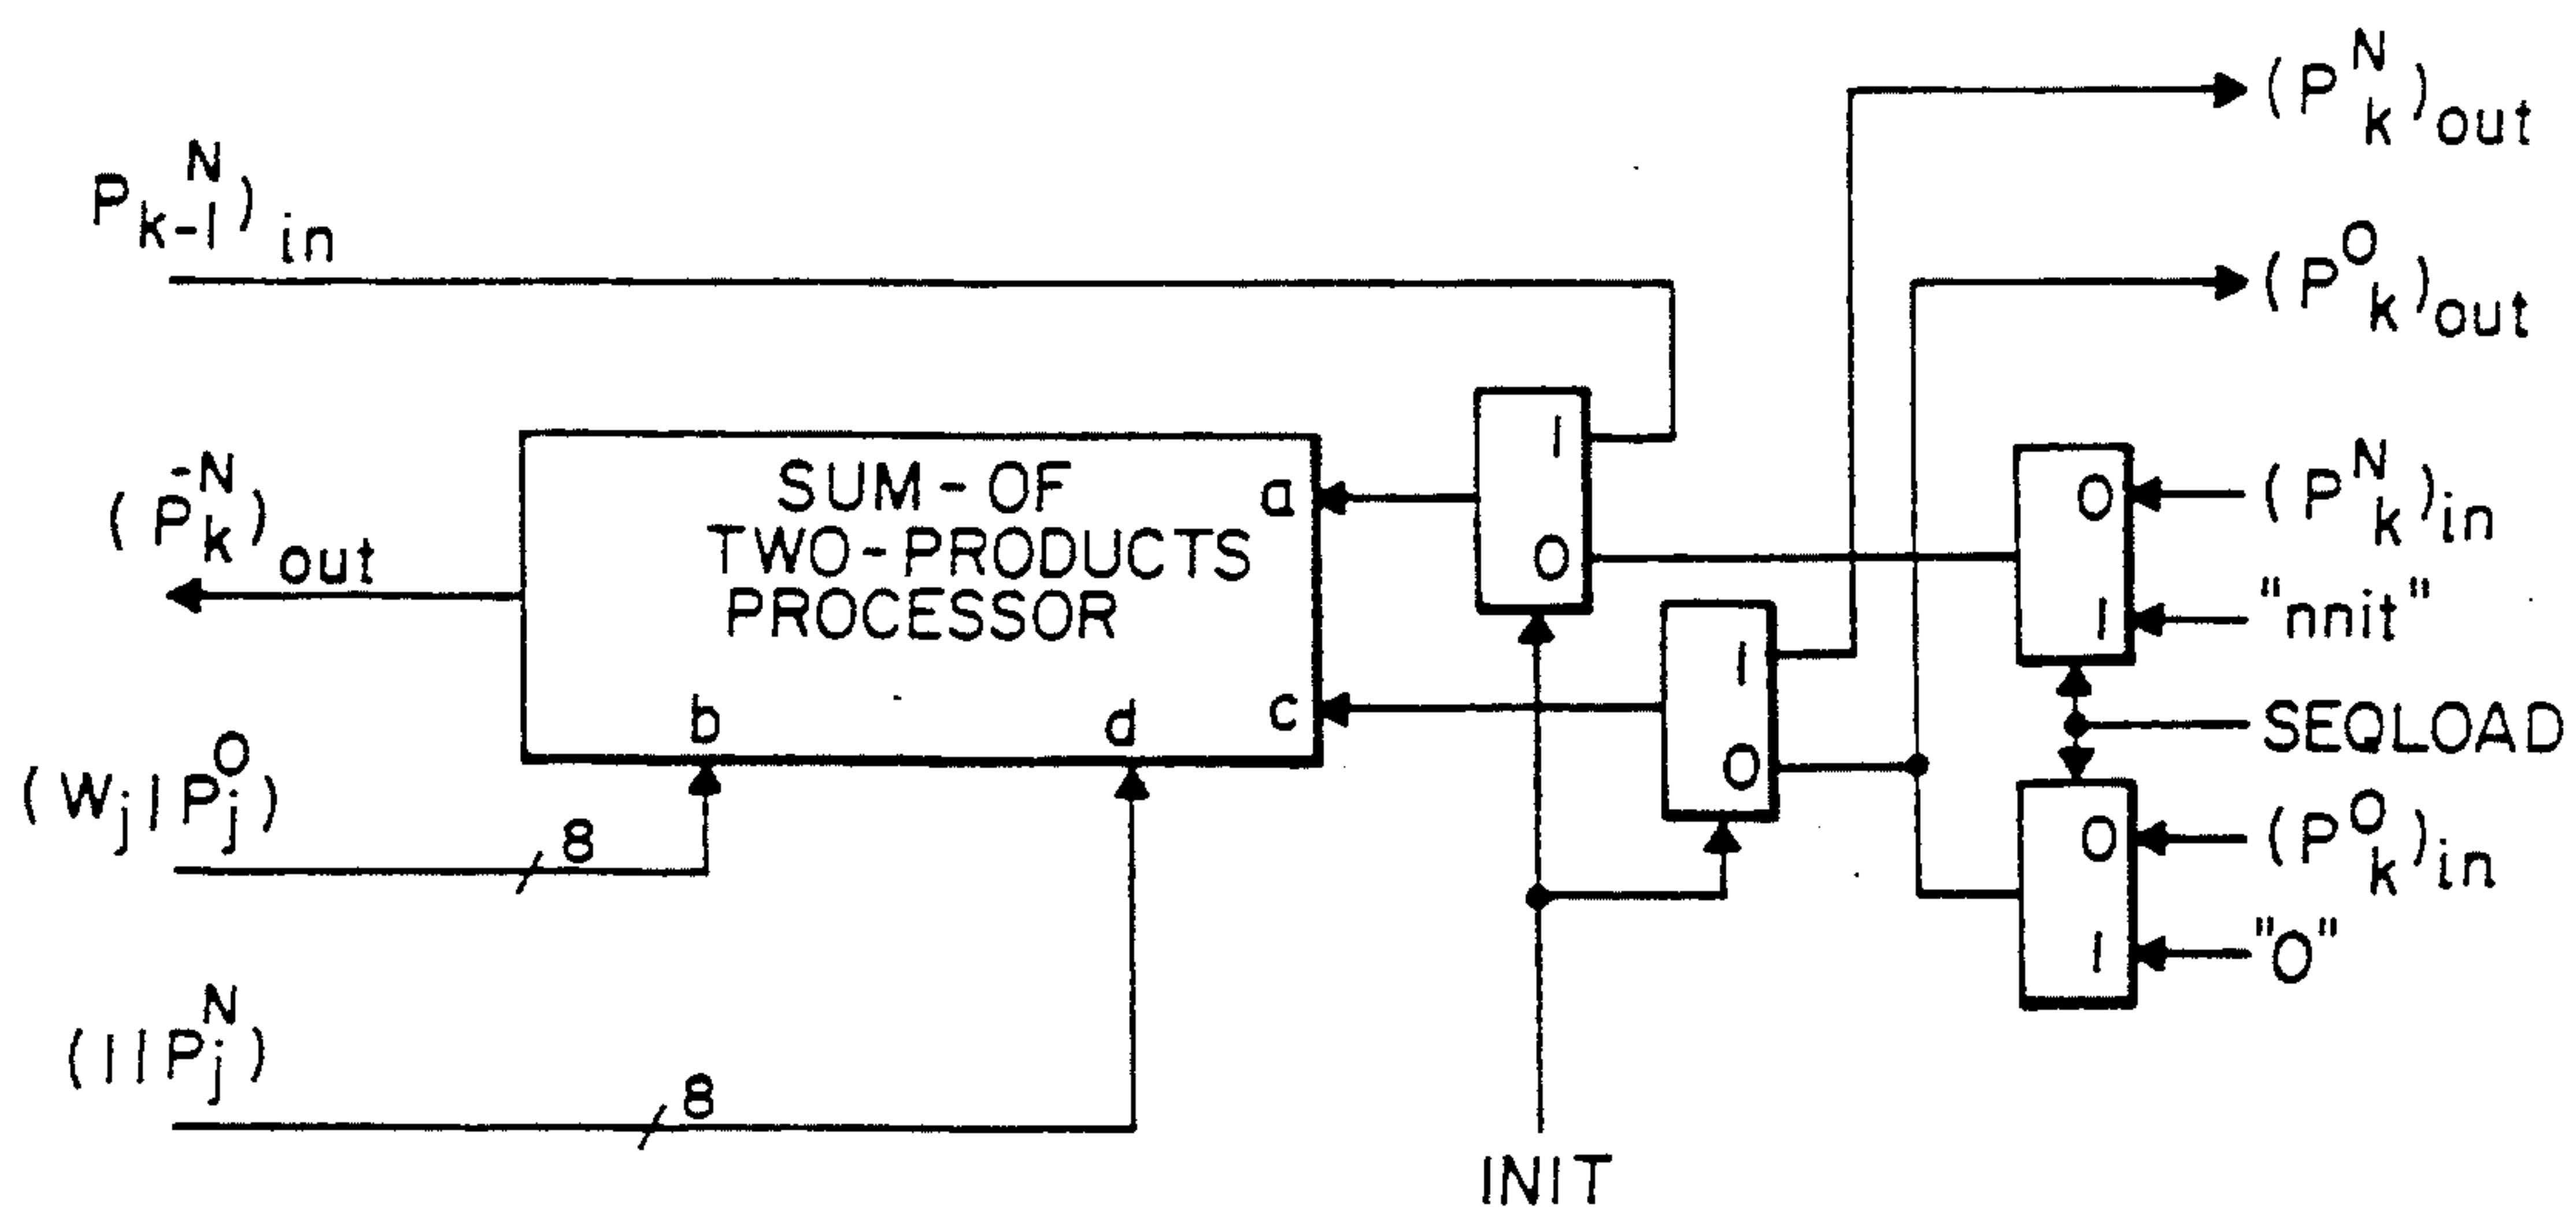 (P^N_k)out
P^N_k-1)in
(P^O_k)out
(P^-N_k)out
SUM-OF
TWO-PRODUCTS
PROCESSOR
a
b
d
c
1
0
1
0
0
1
(P^N_k)in
"nnit"
SEQLOAD
0
1
(P^O_k)in
"0"
(W_j|P^O_j)
8
(1|P^N_j)
8
INIT